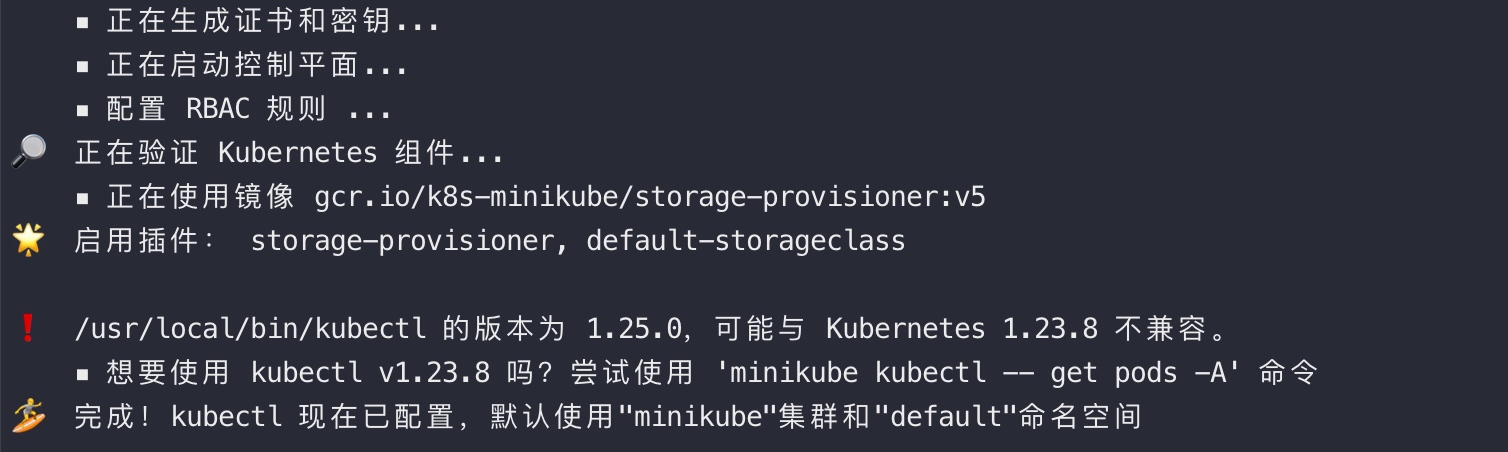 ▪ 正在生成证书和密钥...
▪ 正在启动控制平面...
▪ 配置 RBAC 规则 ...
🔎 正在验证 Kubernetes 组件...
▪ 正在使用镜像 gcr.io/k8s-minikube/storage-provisioner:v5
🌟 启用插件： storage-provisioner, default-storageclass
❗ /usr/local/bin/kubectl 的版本为 1.25.0，可能与 Kubernetes 1.23.8 不兼容。
▪ 想要使用 kubectl v1.23.8 吗？尝试使用 'minikube kubectl -- get pods -A' 命令
🏄 完成！kubectl 现在已配置，默认使用"minikube"集群和"default"命名空间